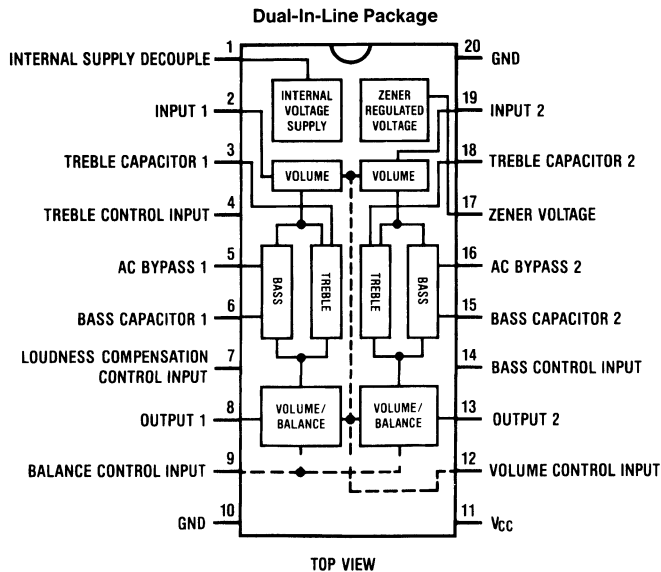 Dual-In-Line Package
INTERNAL SUPPLY DECOUPLE 1
20 GND
INTERNAL VOLTAGE SUPPLY
ZENER REGULATED VOLTAGE
INPUT 1 2
19 INPUT 2
TREBLE CAPACITOR 1 3
18 TREBLE CAPACITOR 2
VOLUME
VOLUME
TREBLE CONTROL INPUT 4
17 ZENER VOLTAGE
AC BYPASS 1 5
16 AC BYPASS 2
BASS
TREBLE
TREBLE
BASS
BASS CAPACITOR 1 6
15 BASS CAPACITOR 2
LOUDNESS COMPENSATION 7
CONTROL INPUT
14 BASS CONTROL INPUT
OUTPUT 1 8
VOLUME/
BALANCE
VOLUME/
BALANCE
13 OUTPUT 2
BALANCE CONTROL INPUT 9
12 VOLUME CONTROL INPUT
GND 10
11 VCC
TOP VIEW